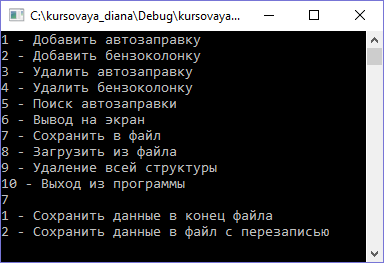 C:\kursovaya_diana\Debug\kursovaya...
1 - Добавить автозаправку
2 - Добавить бензоколонку
3 - Удалить автозаправку
4 - Удалить бензоколонку
5 - Поиск автозаправки
6 - Вывод на экран
7 - Сохранить в файл
8 - Загрузить из файла
9 - Удаление всей структуры
10 - Выход из программы
7
1 - Сохранить данные в конец файла
2 - Сохранить данные в файл с перезаписью